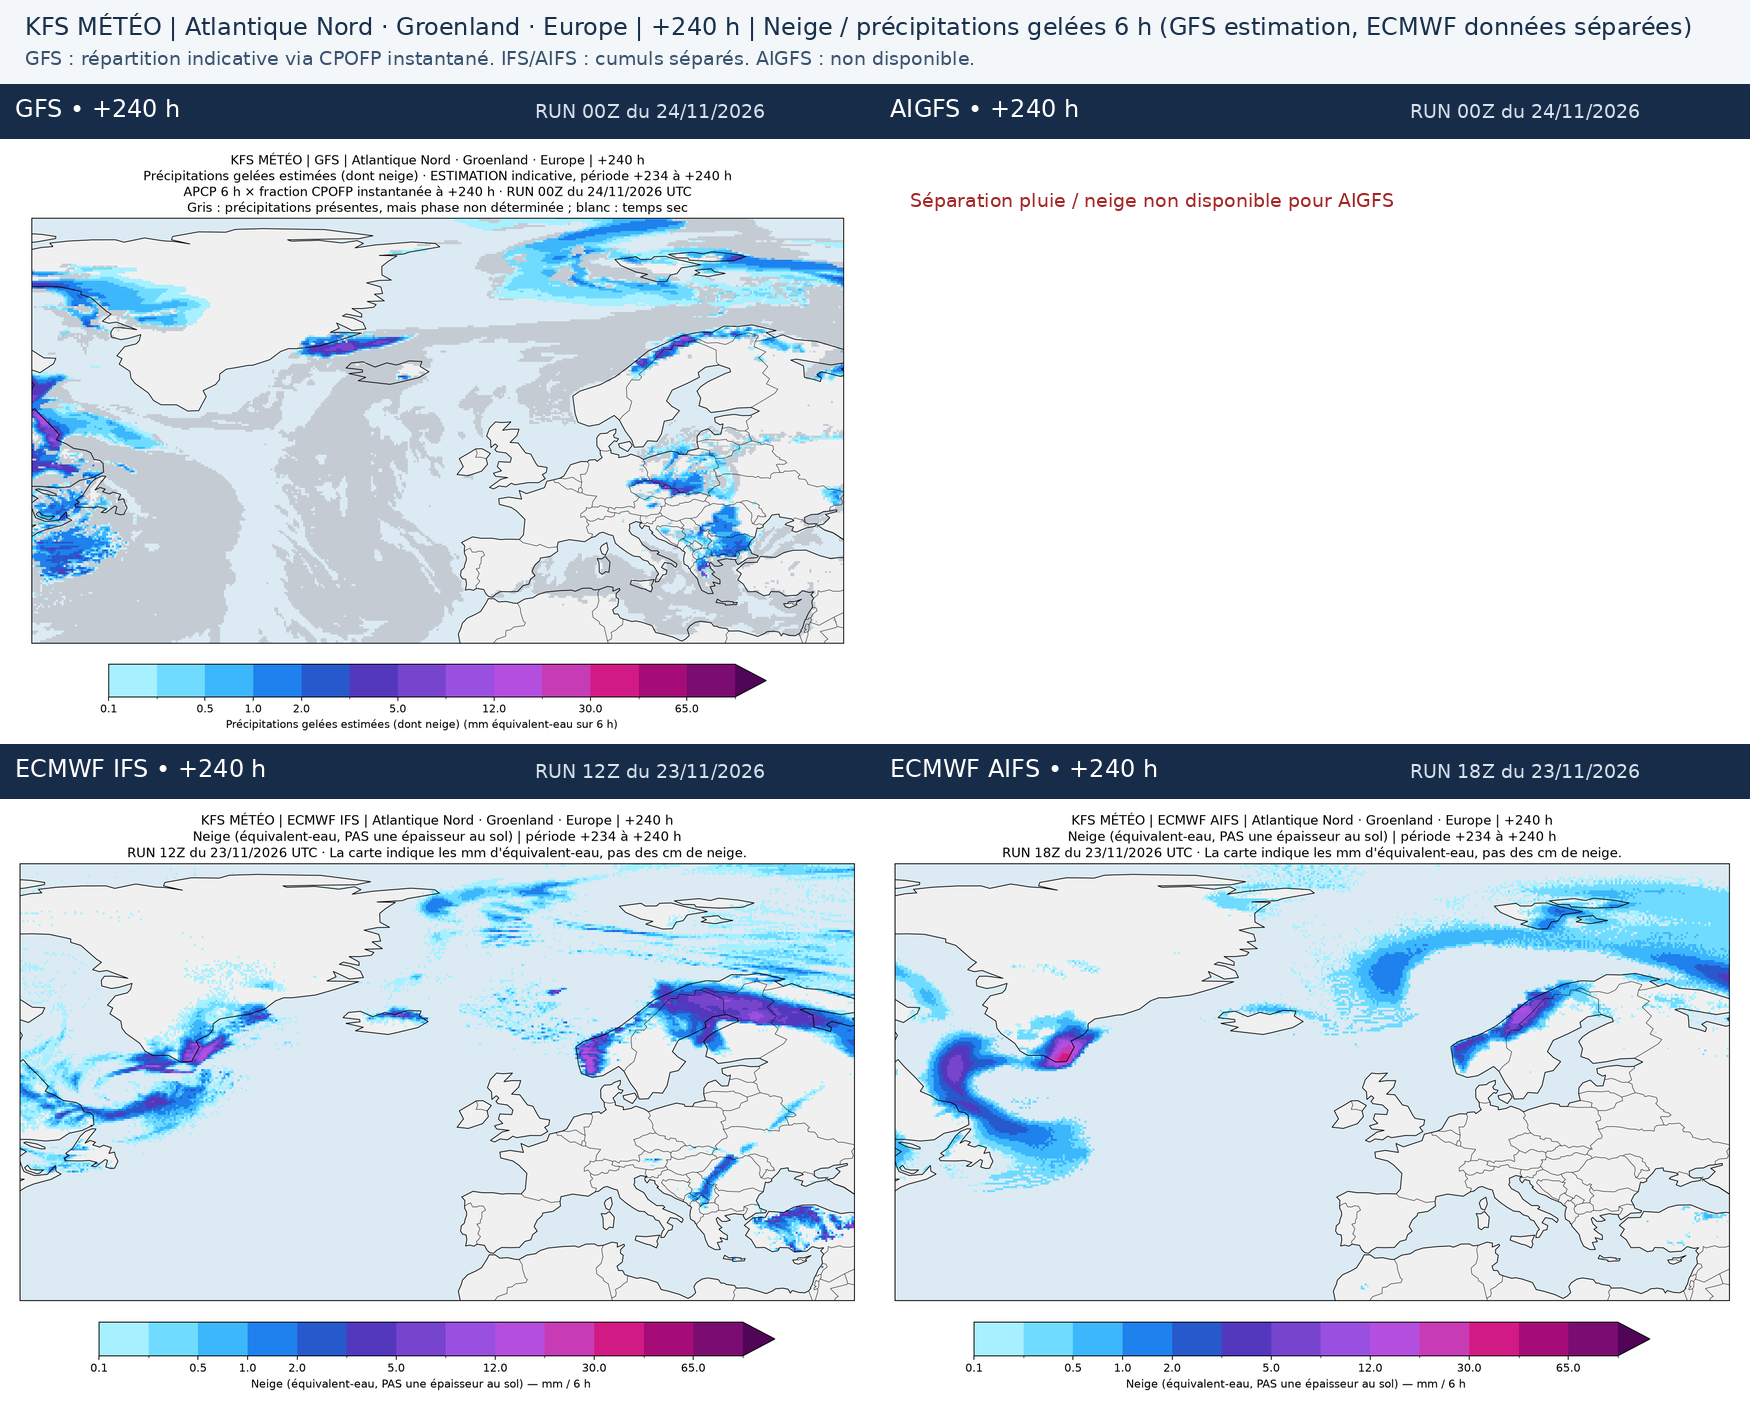 KFS MÉTÉO | Atlantique Nord · Groenland · Europe | +240 h | Neige / précipitations gelées 6 h (GFS estimation, ECMWF données séparées)
GFS : répartition indicative via CPOFP instantané. IFS/AIFS : cumuls séparés. AIGFS : non disponible.
GFS • +240 h
RUN 00Z du 24/11/2026
AIGFS • +240 h
RUN 00Z du 24/11/2026
KFS MÉTÉO | GFS | Atlantique Nord · Groenland · Europe | +240 h
Précipitations gelées estimées (dont neige) · ESTIMATION indicative, période +234 à +240 h
APCP 6 h × fraction CPOFP instantanée à +240 h · RUN 00Z du 24/11/2026 UTC
Gris : précipitations présentes, mais phase non déterminée ; blanc : temps sec
Séparation pluie / neige non disponible pour AIGFS
0.1 0.5 1.0 2.0 5.0 12.0 30.0 65.0
Précipitations gelées estimées (dont neige) (mm équivalent-eau sur 6 h)
ECMWF IFS • +240 h
RUN 12Z du 23/11/2026
ECMWF AIFS • +240 h
RUN 18Z du 23/11/2026
KFS MÉTÉO | ECMWF IFS | Atlantique Nord · Groenland · Europe | +240 h
Neige (équivalent-eau, PAS une épaisseur au sol) | période +234 à +240 h
RUN 12Z du 23/11/2026 UTC · La carte indique les mm d'équivalent-eau, pas des cm de neige.
KFS MÉTÉO | ECMWF AIFS | Atlantique Nord · Groenland · Europe | +240 h
Neige (équivalent-eau, PAS une épaisseur au sol) | période +234 à +240 h
RUN 18Z du 23/11/2026 UTC · La carte indique les mm d'équivalent-eau, pas des cm de neige.
0.1 0.5 1.0 2.0 5.0 12.0 30.0 65.0
Neige (équivalent-eau, PAS une épaisseur au sol) — mm / 6 h
0.1 0.5 1.0 2.0 5.0 12.0 30.0 65.0
Neige (équivalent-eau, PAS une épaisseur au sol) — mm / 6 h